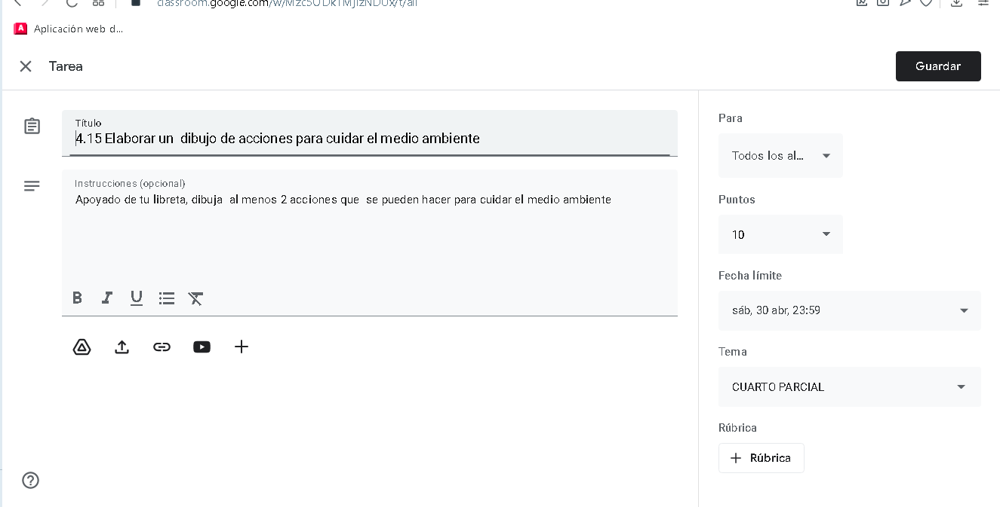 classroom.google.com
Aplicación web d...
Tarea
Guardar
Título
4.15 Elaborar un  dibujo de acciones para cuidar el medio ambiente
Instrucciones (opcional)
Apoyado de tu libreta, dibuja  al menos 2 acciones que  se pueden hacer para cuidar el medio ambiente
B I U
Para
Todos los al...
Puntos
10
Fecha límite
sáb, 30 abr, 23:59
Tema
CUARTO PARCIAL
Rúbrica
+ Rúbrica